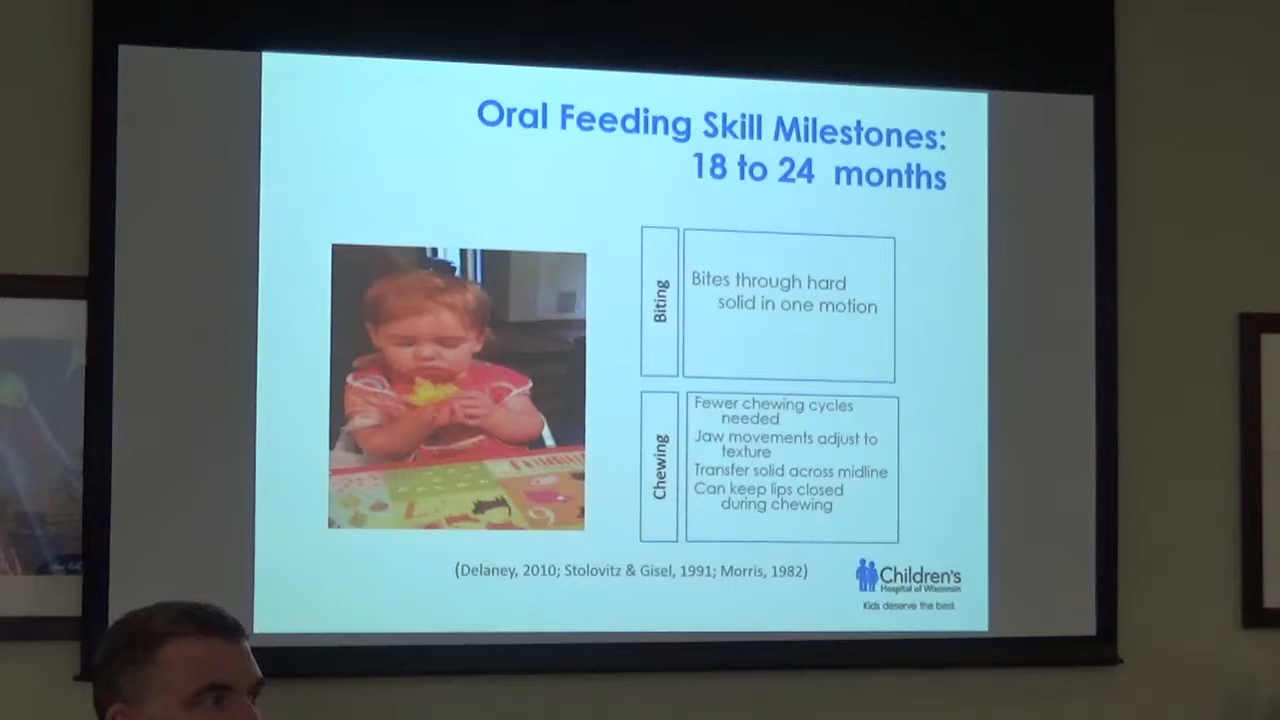 Oral Feeding Skill Milestones:
18 to 24 months
Biting
Bites through hard
solid in one motion
Chewing
Fewer chewing cycles
needed
Jaw movements adjust to
texture
Transfer solid across midline
Can keep lips closed
during chewing
(Delaney, 2010; Stolovitz & Gisel, 1991; Morris, 1982)
Children's
Hospital of Wisconsin
Kids deserve the best.